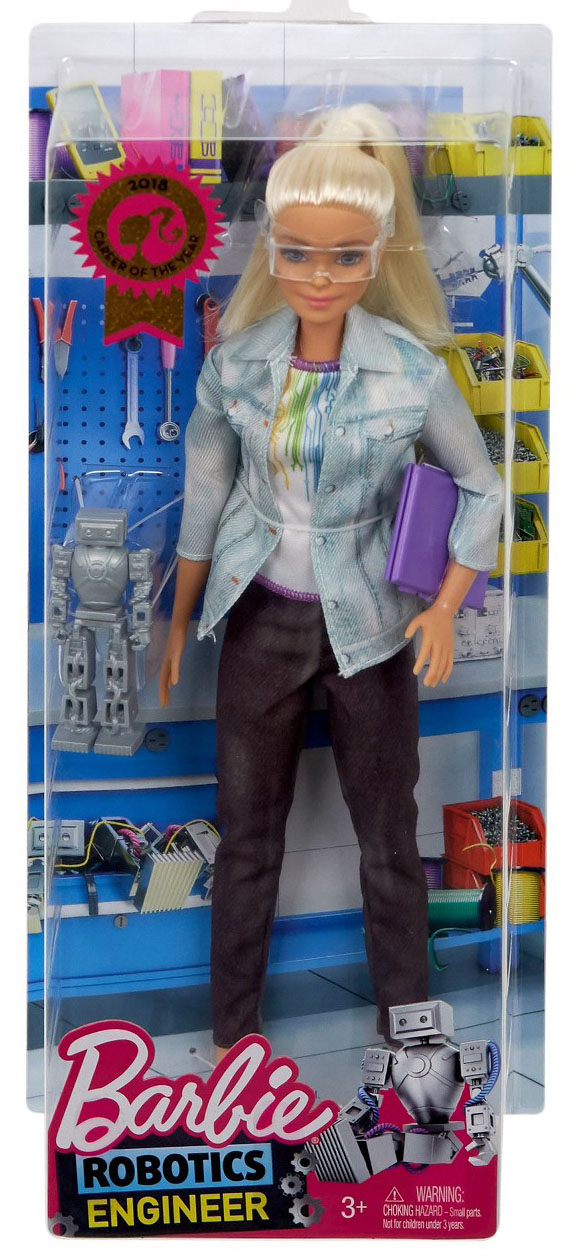 2018
CAREER OF THE YEAR
Barbie®
ROBOTICS
ENGINEER
3+
WARNING:
CHOKING HAZARD – Small parts.
Not for children under 3 years.